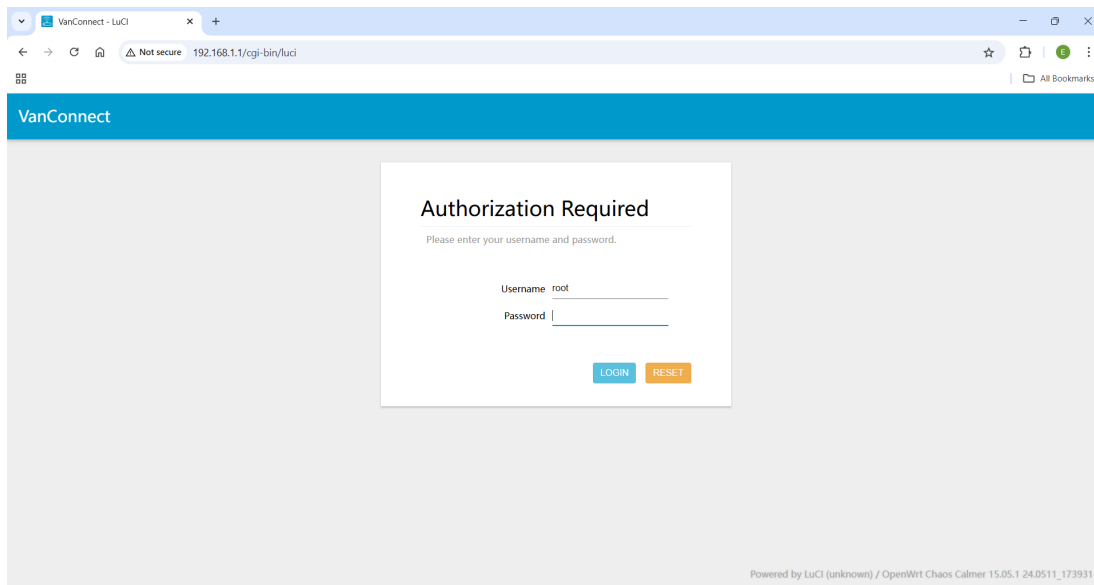 VanConnect - LuCI
Not secure 192.168.1.1/cgi-bin/luci
E
All Bookmarks
VanConnect
Authorization Required
Please enter your username and password.
Username root
Password
LOGIN RESET
Powered by LuCI (unknown) / OpenWrt Chaos Calmer 15.05.1 24.0511_173931